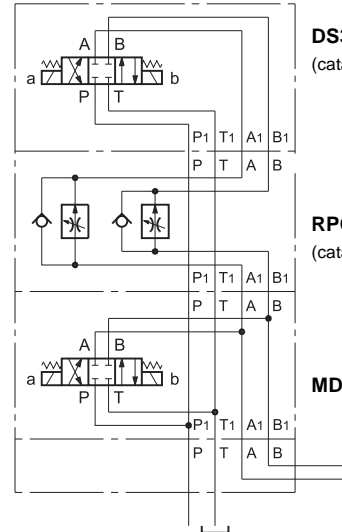 A B
DS3
a b
(cata
P T
P1 T1 A1 B1
P T A B
RPC
(cata
P1 T1 A1 B1
P T A B
A B
a b
MD
P T
P1 T1 A1 B1
P T A B